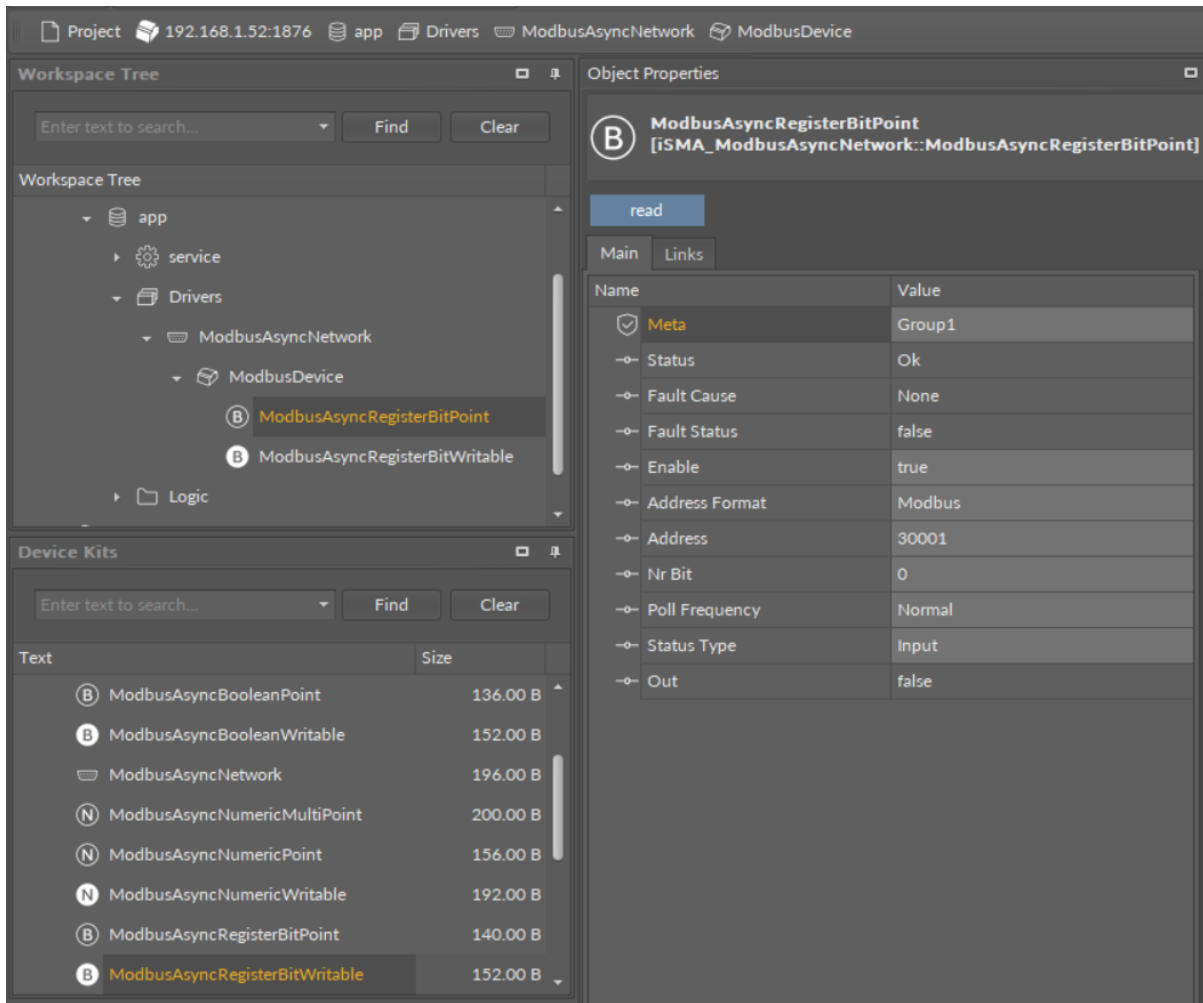 Project 192.168.1.52:1876 app Drivers ModbusAsyncNetwork ModbusDevice
Workspace Tree
Enter text to search... Find Clear
Workspace Tree
app
service
Drivers
ModbusAsyncNetwork
ModbusDevice
B ModbusAsyncRegisterBitPoint
B ModbusAsyncRegisterBitWritable
Logic
Device Kits
Enter text to search... Find Clear
Text Size
B ModbusAsyncBooleanPoint 136.00 B
B ModbusAsyncBooleanWritable 152.00 B
ModbusAsyncNetwork 196.00 B
N ModbusAsyncNumericMultiPoint 200.00 B
N ModbusAsyncNumericPoint 156.00 B
N ModbusAsyncNumericWritable 192.00 B
B ModbusAsyncRegisterBitPoint 140.00 B
B ModbusAsyncRegisterBitWritable 152.00 B
Object Properties
B ModbusAsyncRegisterBitPoint
[iSMA_ModbusAsyncNetwork::ModbusAsyncRegisterBitPoint]
read
Main Links
Name Value
Meta Group1
Status Ok
Fault Cause None
Fault Status false
Enable true
Address Format Modbus
Address 30001
Nr Bit 0
Poll Frequency Normal
Status Type Input
Out false